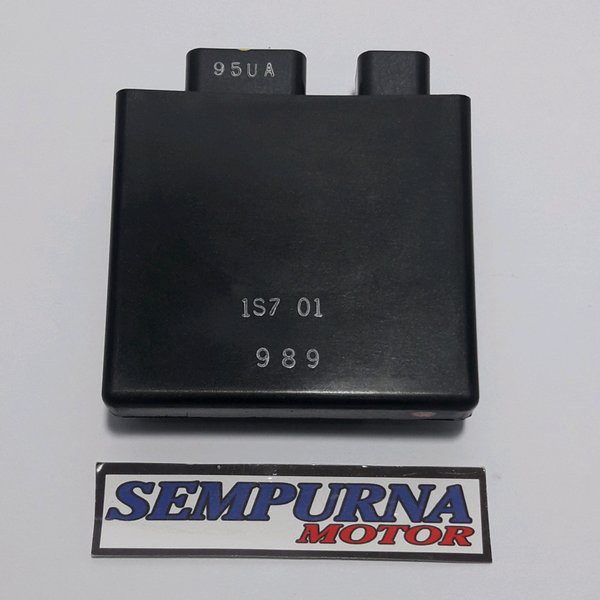 95UA
1S7 01
989
SEMPURNA
MOTOR